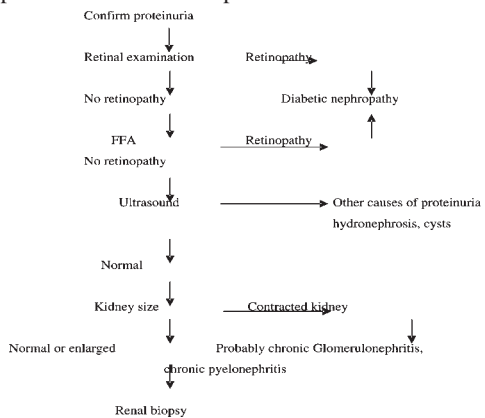 Confirm proteinuria
Retinal examination Retinopathy
No retinopathy Diabetic nephropathy
FFA Retinopathy
No retinopathy
Ultrasound Other causes of proteinuria
hydronephrosis, cysts
Normal
Kidney size Contracted kidney
Normal or enlarged Probably chronic Glomerulonephritis,
chronic pyelonephritis
Renal biopsy